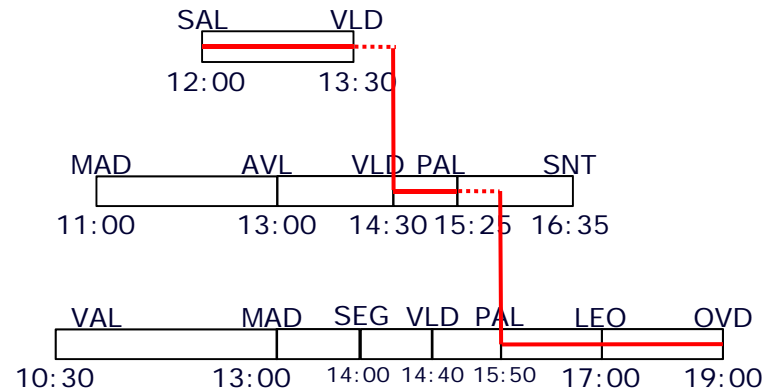 SAL VLD
12:00 13:30
MAD AVL VLD PAL SNT
11:00 13:00 14:30 15:25 16:35
VAL MAD SEG VLD PAL LEO OVD
10:30 13:00 14:00 14:40 15:50 17:00 19:00